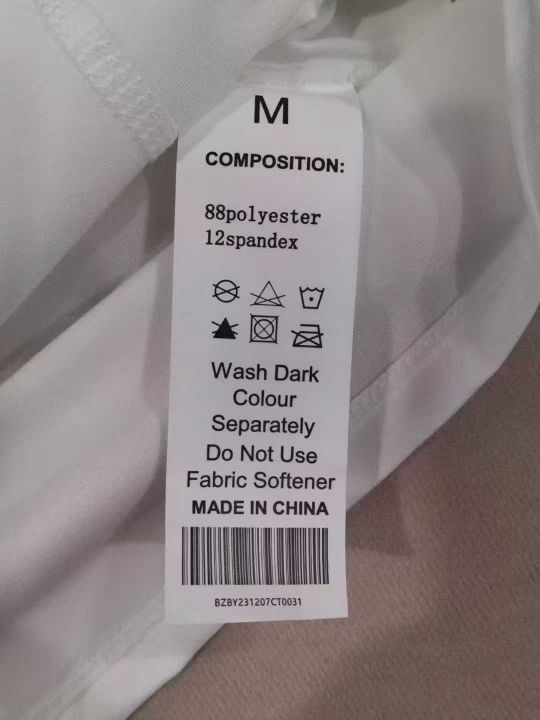 M
COMPOSITION:
88polyester
12spandex
Wash Dark
Colour
Separately
Do Not Use
Fabric Softener
MADE IN CHINA
BZBY231207CT0031